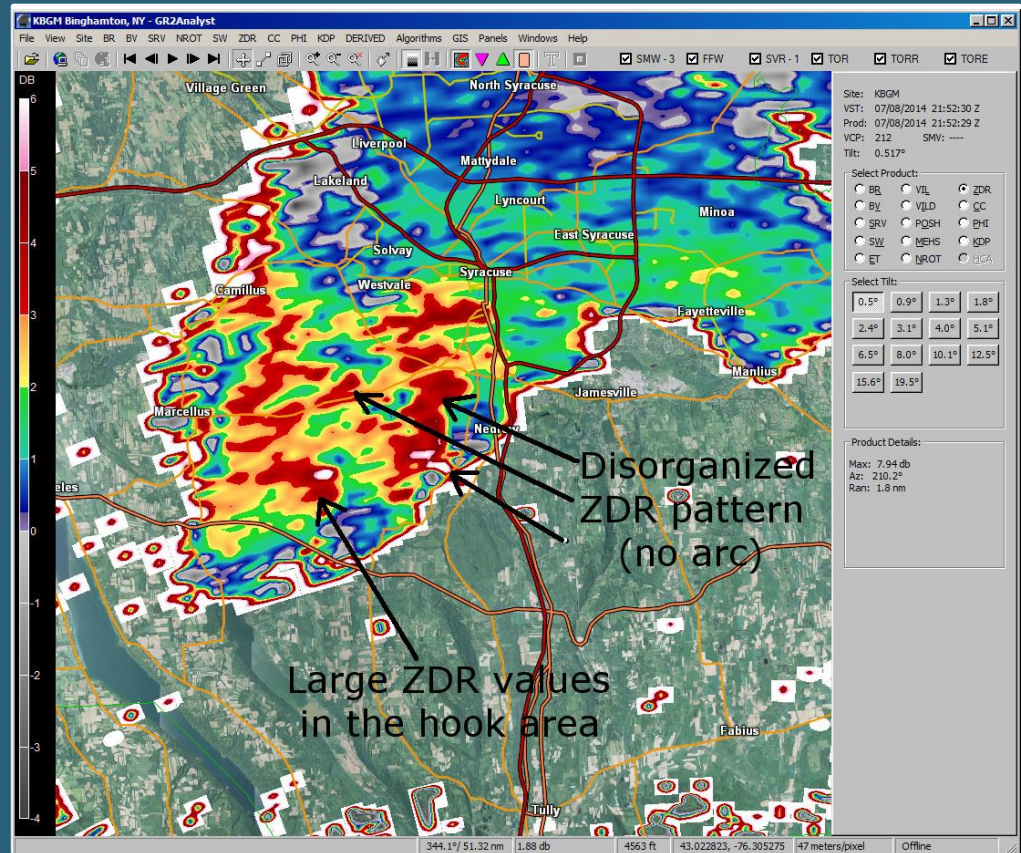 KBGM Binghamton, NY - GR2Analyst
File View Site BR BV SRV NROT SW ZDR CC PHI KDP DERIVED Algorithms GIS Panels Windows Help
SMW - 3 FFW SVR - 1 TOR TORR TORE
DB
6
5
4
3
2
1
0
-1
-2
-3
-4
Village Green
North Syracuse
Liverpool
Mattydale
Lakeland
Lyncourt
Minoa
East Syracuse
Solvay
Syracuse
Westvale
Camillus
Fayetteville
Manlius
Jamesville
Marcellus
Nedrow
eles
Disorganized
ZDR pattern
(no arc)
Large ZDR values
in the hook area
Fabius
Tully
Site: KBGM
VST: 07/08/2014 21:52:30 Z
Prod: 07/08/2014 21:52:29 Z
VCP: 212 SMV: ----
Tilt: 0.517°
Select Product:
BR VIL ZDR
BV VILD CC
SRV POSH PHI
SW MEHS KDP
ET NROT HCA
Select Tilt:
0.5° 0.9° 1.3° 1.8°
2.4° 3.1° 4.0° 5.1°
6.5° 8.0° 10.1° 12.5°
15.6° 19.5°
Product Details:
Max: 7.94 db
Az: 210.2°
Ran: 1.8 nm
344.1°/ 51.32 nm 1.88 db 4563 ft 43.022823, -76.305275 47 meters/pixel Offline